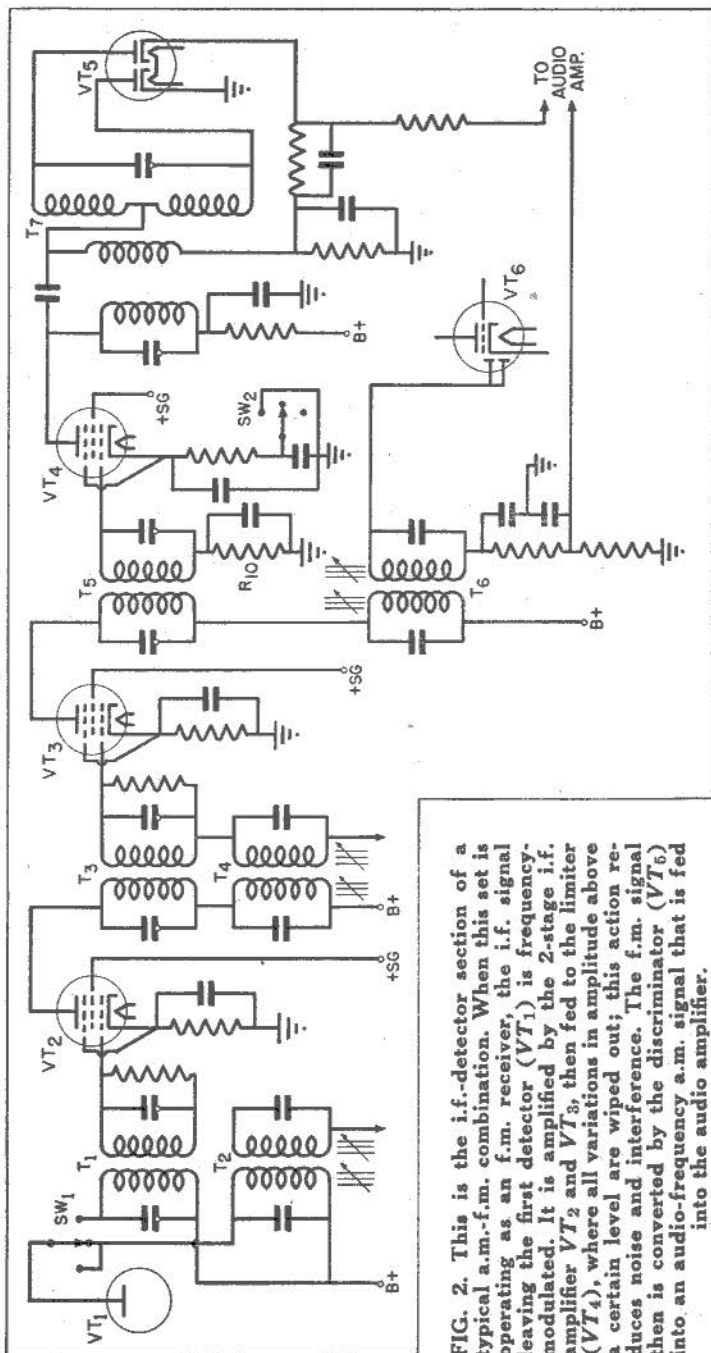 VT1
SW1
T1
T2
B+
VT2
+SG
T3
T4
B+
VT3
+SG
T5
R10
T6
B+
VT4
+SG
SW2
B+
T7
VT5
VT6
TO
AUDIO
AMP.
FIG. 2. This is the i.f.-detector section of a
typical a.m.-f.m. combination. When this set is
operating as an f.m. receiver, the i.f. signal
leaving the first detector (VT1) is frequency-
modulated. It is amplified by the 2-stage i.f.
amplifier VT2 and VT3, then fed to the limiter
(VT4), where all variations in amplitude above
a certain level are wiped out; this action re-
duces noise and interference. The f.m. signal
then is converted by the discriminator (VT5)
into an audio-frequency a.m. signal that is fed
into the audio amplifier.